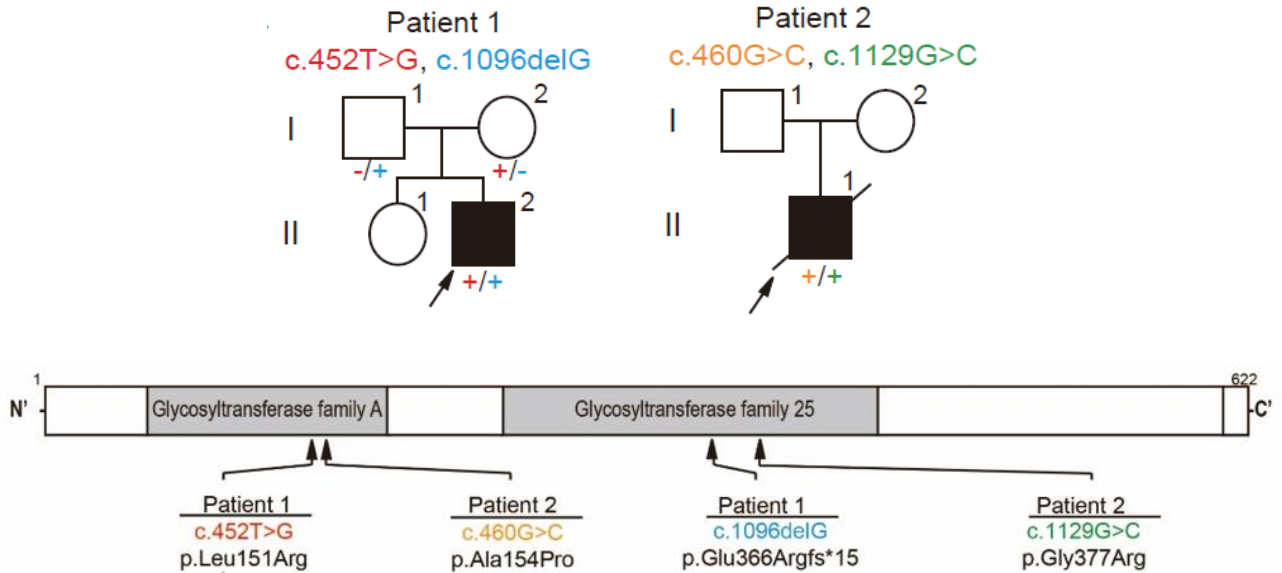 Patient 1
c.452T>G, c.1096delG
1
2
I
-/+
+/-
1
2
II
+/+
Patient 2
c.460G>C, c.1129G>C
1
2
I
1
II
+/+
1
622
N'
Glycosyltransferase family A
Glycosyltransferase family 25
C'
Patient 1
c.452T>G
p.Leu151Arg
Patient 2
c.460G>C
p.Ala154Pro
Patient 1
c.1096delG
p.Glu366Argfs*15
Patient 2
c.1129G>C
p.Gly377Arg